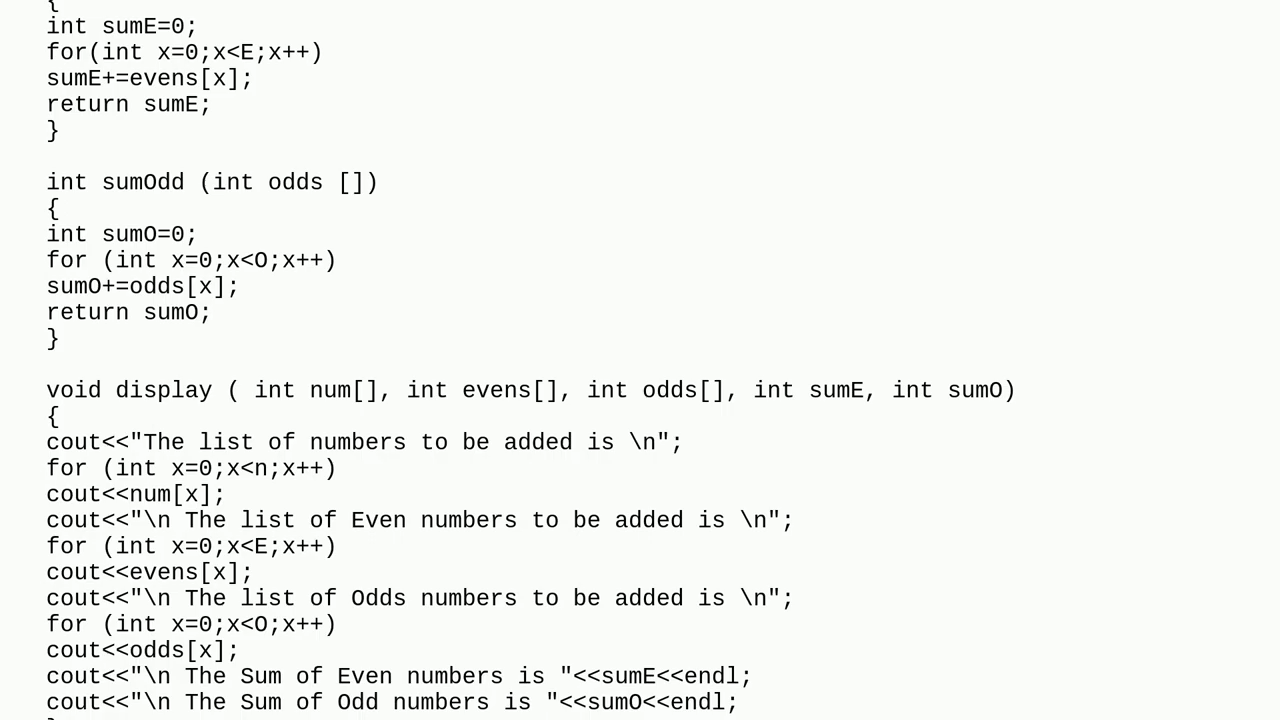 {
int sumE=0;
for(int x=0;x<E;x++)
sumE+=evens[x];
return sumE;
}
int sumOdd (int odds [])
{
int sumO=0;
for (int x=0;x<O;x++)
sumO+=odds[x];
return sumO;
}
void display ( int num[], int evens[], int odds[], int sumE, int sumO)
{
cout<<"The list of numbers to be added is \n";
for (int x=0;x<n;x++)
cout<<num[x];
cout<<"\n The list of Even numbers to be added is \n";
for (int x=0;x<E;x++)
cout<<evens[x];
cout<<"\n The list of Odds numbers to be added is \n";
for (int x=0;x<O;x++)
cout<<odds[x];
cout<<"\n The Sum of Even numbers is "<<sumE<<endl;
cout<<"\n The Sum of Odd numbers is "<<sumO<<endl;
}